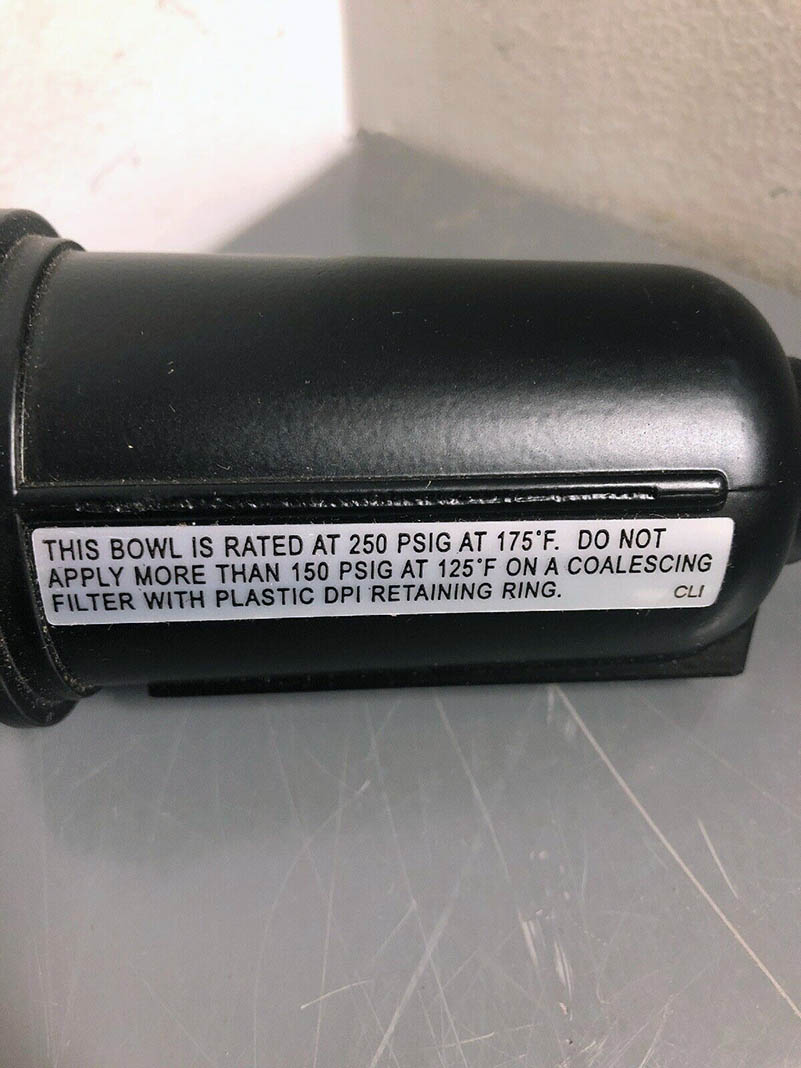 THIS BOWL IS RATED AT 250 PSIG AT 175°F. DO NOT
APPLY MORE THAN 150 PSIG AT 125°F ON A COALESCING
FILTER WITH PLASTIC DPI RETAINING RING. CLI